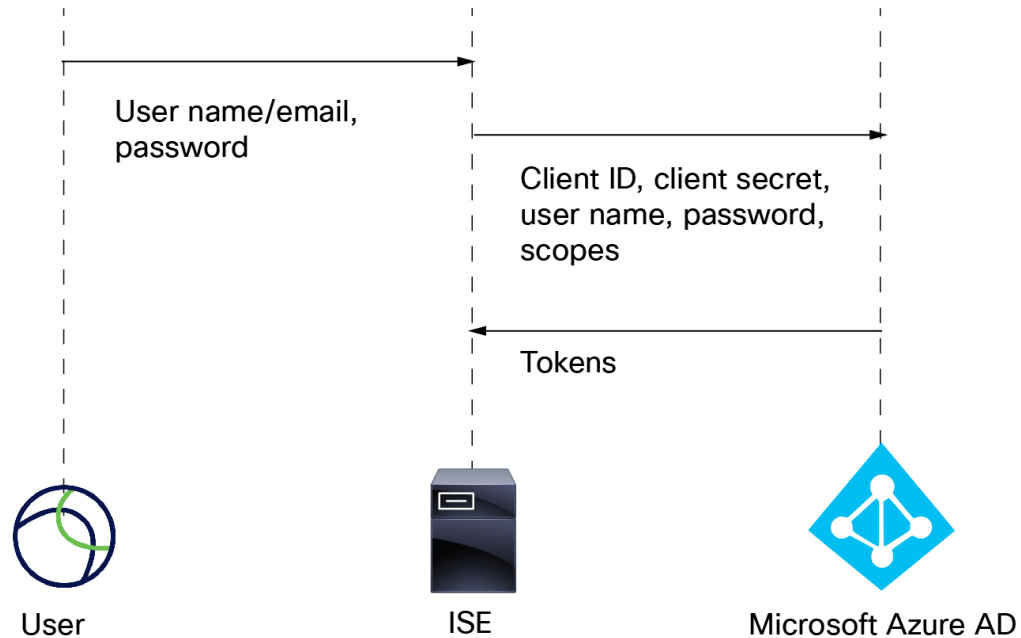 User name/email,
password
Client ID, client secret,
user name, password,
scopes
Tokens
User
ISE
Microsoft Azure AD